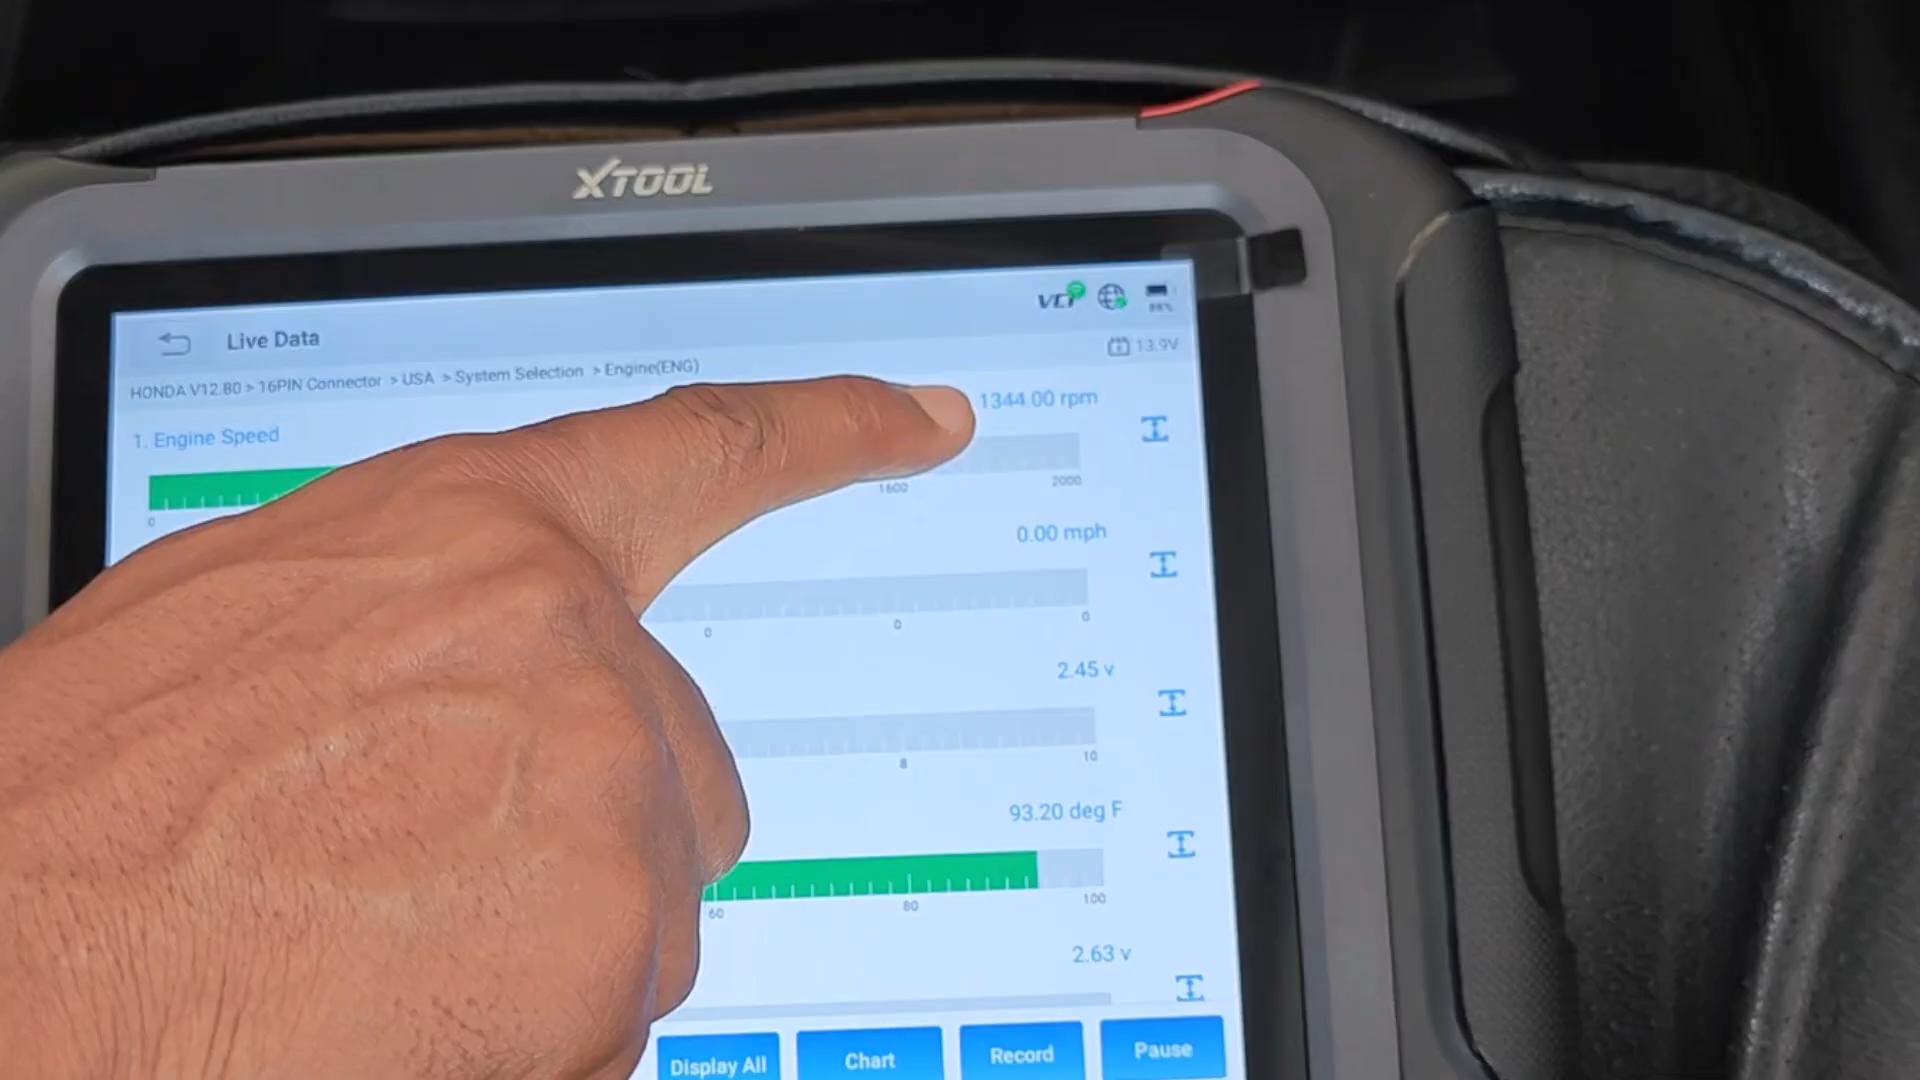 XTOOL
VCI
88%
Live Data
13.9V
HONDA V12.80 > 16PIN Connector > USA > System Selection > Engine(ENG)
1. Engine Speed
1344.00 rpm
0
1600
2000
0.00 mph
0
0
0
2.45 v
8
10
93.20 deg F
60
80
100
2.63 v
Display All
Chart
Record
Pause